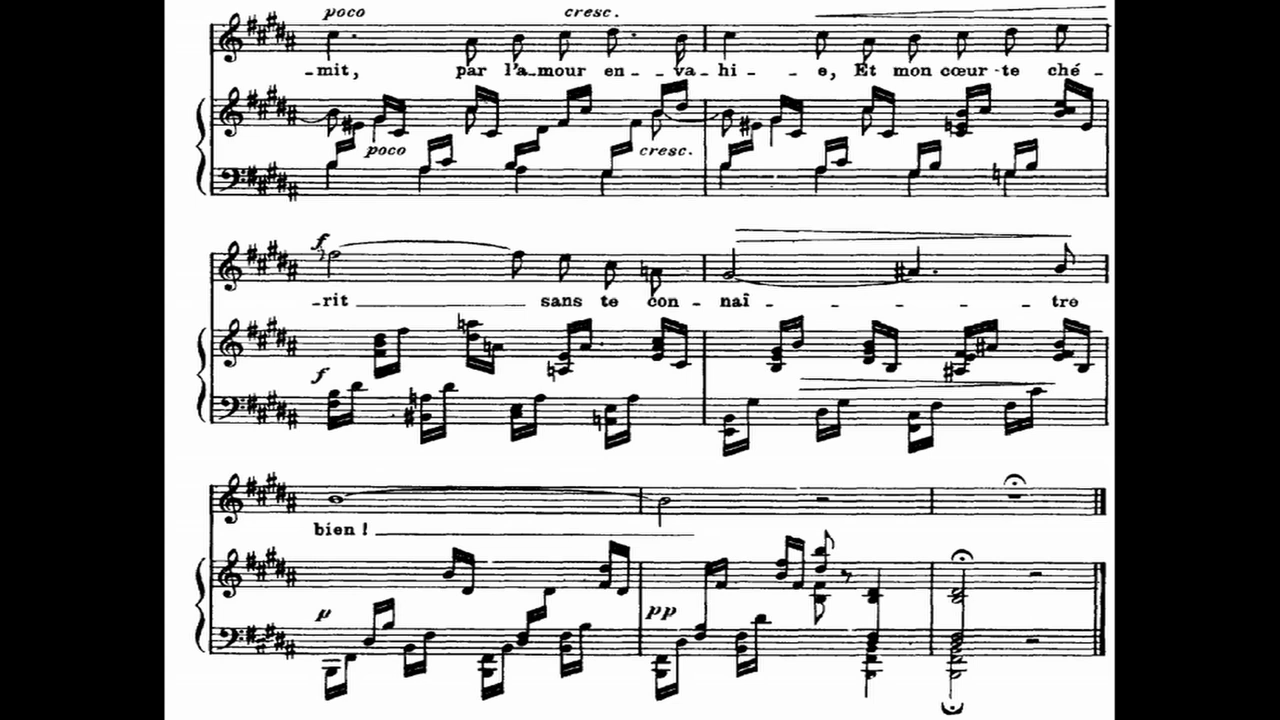 poco cresc.
-mit, par l'a-mour en - va - hi - e, Et mon cœur te ché -
poco cresc.
f
-rit sans te con - naî - tre
f
bien !
p pp